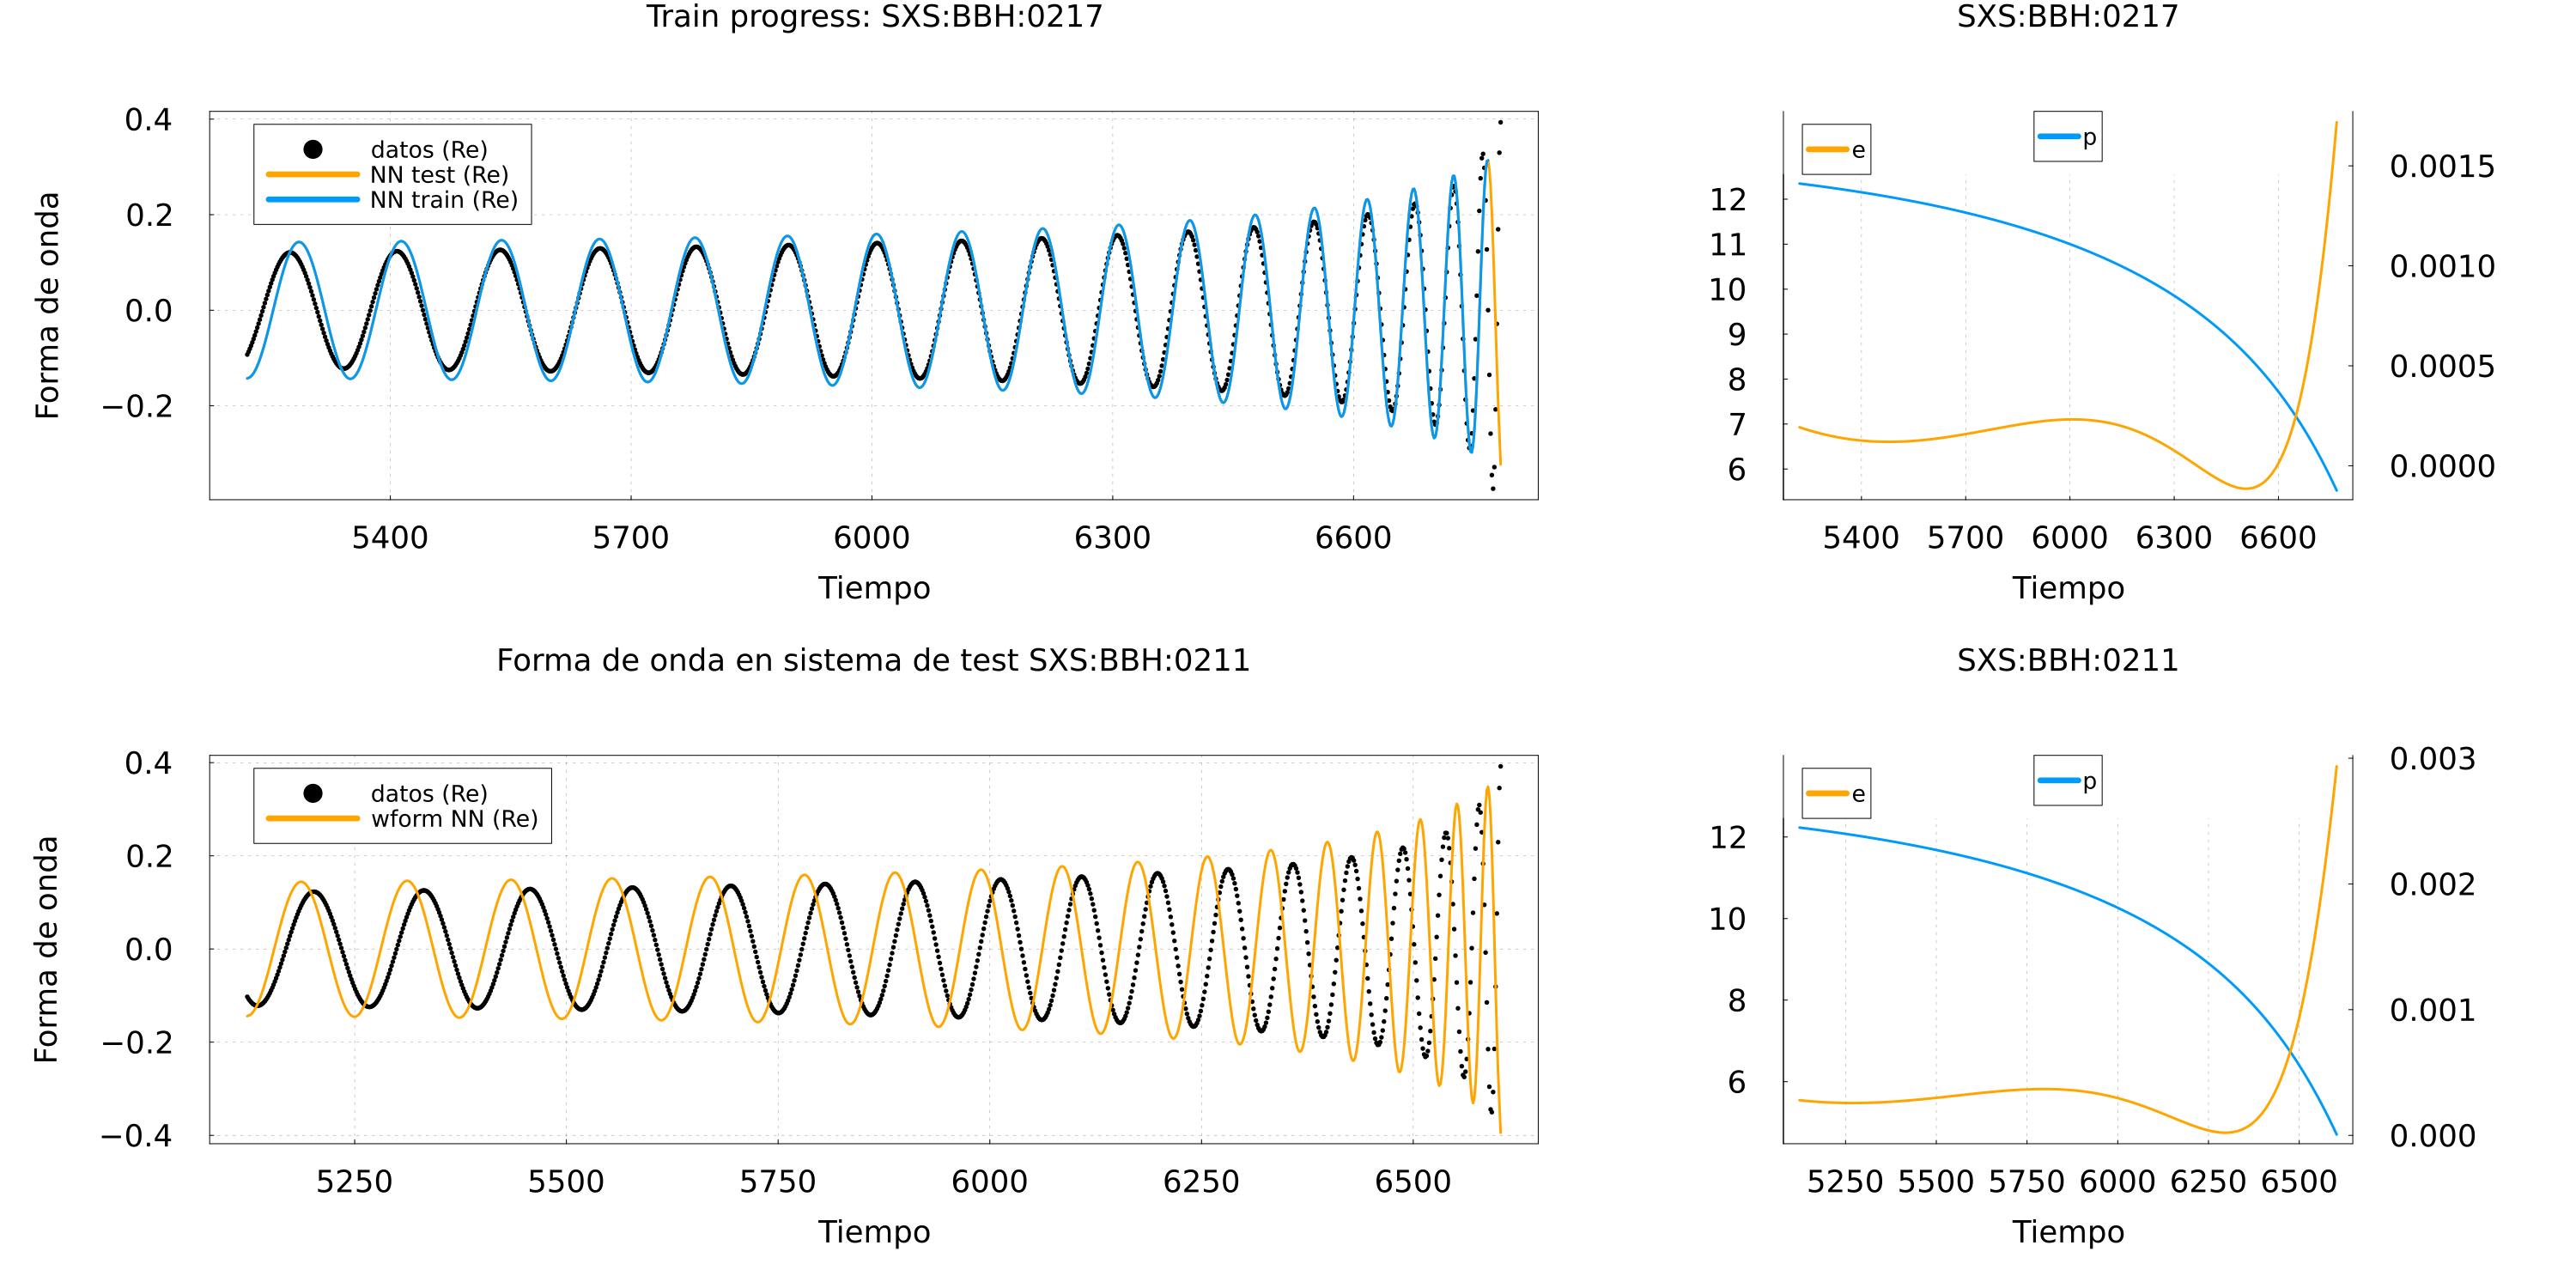 Train progress: SXS:BBH:0217
Forma de onda
0.4
0.2
0.0
−0.2
datos (Re)
NN test (Re)
NN train (Re)
5400 5700 6000 6300 6600
Tiempo
SXS:BBH:0217
e
p
12
11
10
9
8
7
6
0.0015
0.0010
0.0005
0.0000
5400 5700 6000 6300 6600
Tiempo
Forma de onda en sistema de test SXS:BBH:0211
Forma de onda
0.4
0.2
0.0
−0.2
−0.4
datos (Re)
wform NN (Re)
5250 5500 5750 6000 6250 6500
Tiempo
SXS:BBH:0211
e
p
12
10
8
6
0.003
0.002
0.001
0.000
5250 5500 5750 6000 6250 6500
Tiempo